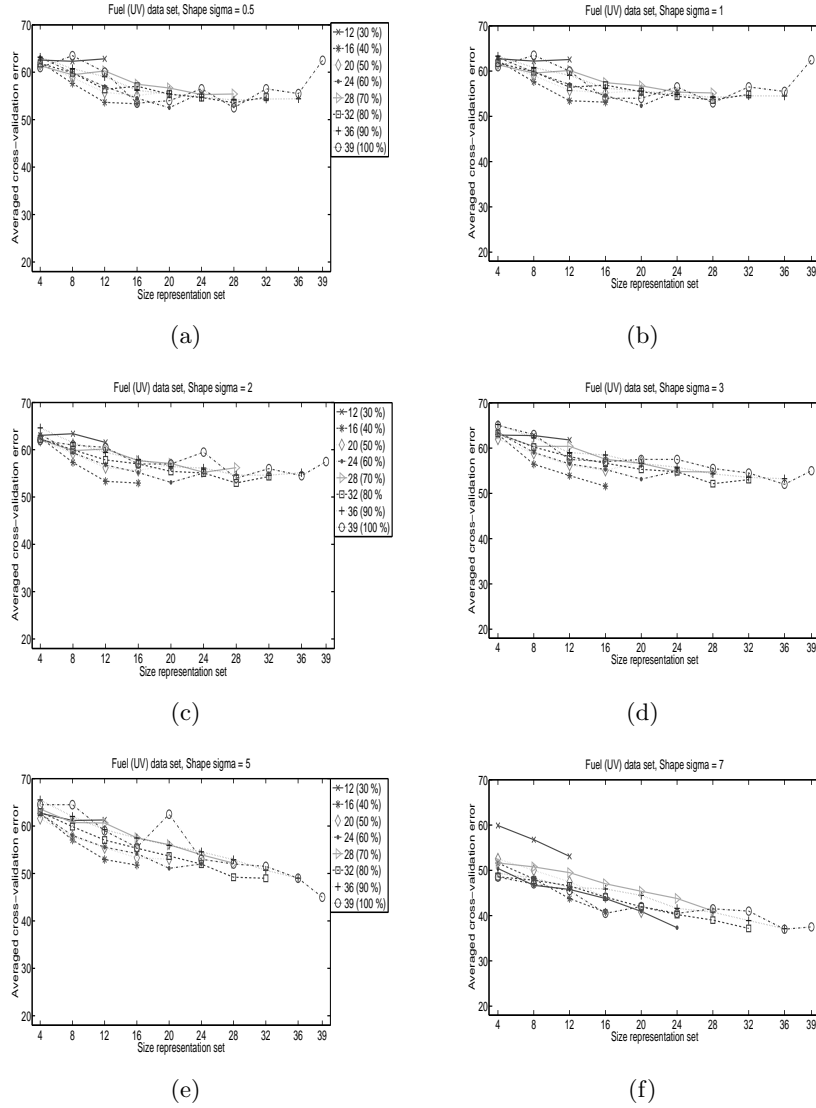 Fuel (UV) data set, Shape sigma = 0.5
Averaged cross−validation error
70
60
50
40
30
20
4 8 12 16 20 24 28 32 36 39
Size representation set
12 (30 %)
16 (40 %)
20 (50 %)
24 (60 %)
28 (70 %)
32 (80 %)
36 (90 %)
39 (100 %)
(a)
Fuel (UV) data set, Shape sigma = 1
Averaged cross−validation error
70
60
50
40
30
20
4 8 12 16 20 24 28 32 36 39
Size representation set
(b)
Fuel (UV) data set, Shape sigma = 2
Averaged cross−validation error
70
60
50
40
30
20
4 8 12 16 20 24 28 32 36 39
Size representation set
12 (30 %)
16 (40 %)
20 (50 %)
24 (60 %)
28 (70 %)
32 (80 %
36 (90 %)
39 (100 %)
(c)
Fuel (UV) data set, Shape sigma = 3
Averaged cross−validation error
70
60
50
40
30
20
4 8 12 16 20 24 28 32 36 39
Size representation set
(d)
Fuel (UV) data set, Shape sigma = 5
Averaged cross−validation error
70
60
50
40
30
20
4 8 12 16 20 24 28 32 36 39
Size representation set
12 (30 %)
16 (40 %)
20 (50 %)
24 (60 %)
28 (70 %)
32 (80 %)
36 (90 %)
39 (100 %)
(e)
Fuel (UV) data set, Shape sigma = 7
Averaged cross−validation error
70
60
50
40
30
20
4 8 12 16 20 24 28 32 36 39
Size representation set
(f)